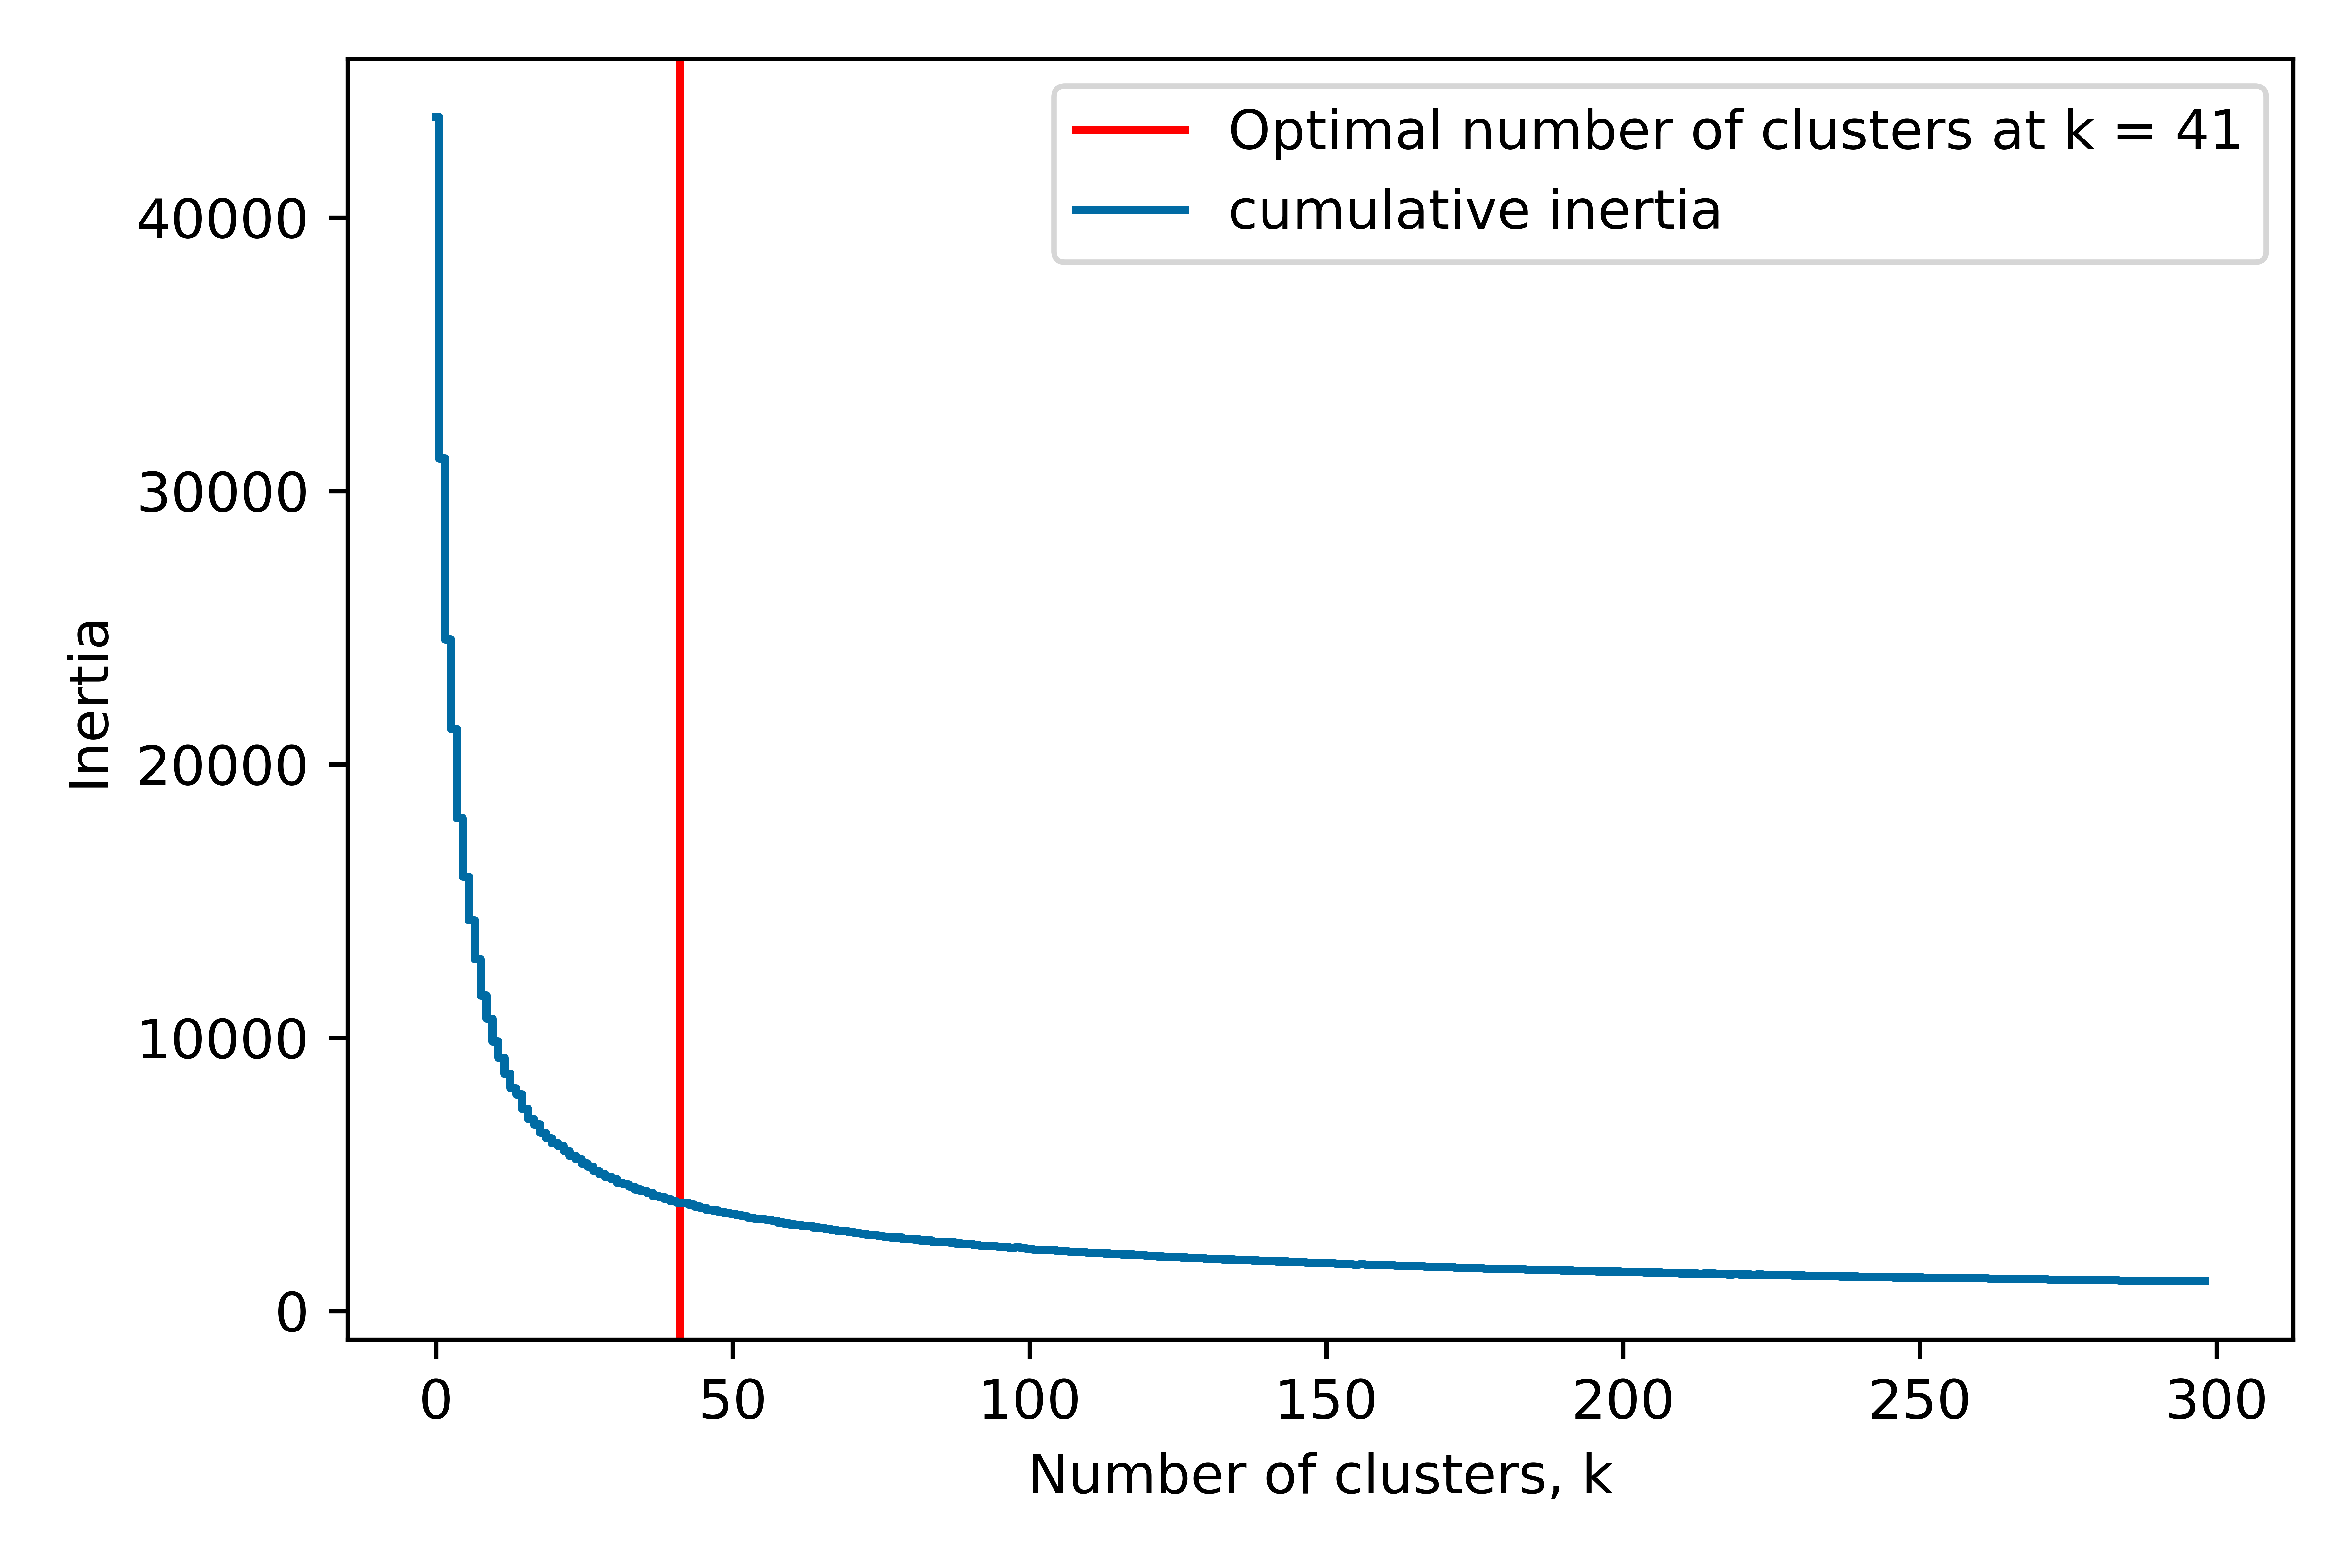 Optimal number of clusters at k = 41
cumulative inertia
40000
30000
20000
10000
0
Inertia
0 50 100 150 200 250 300
Number of clusters, k